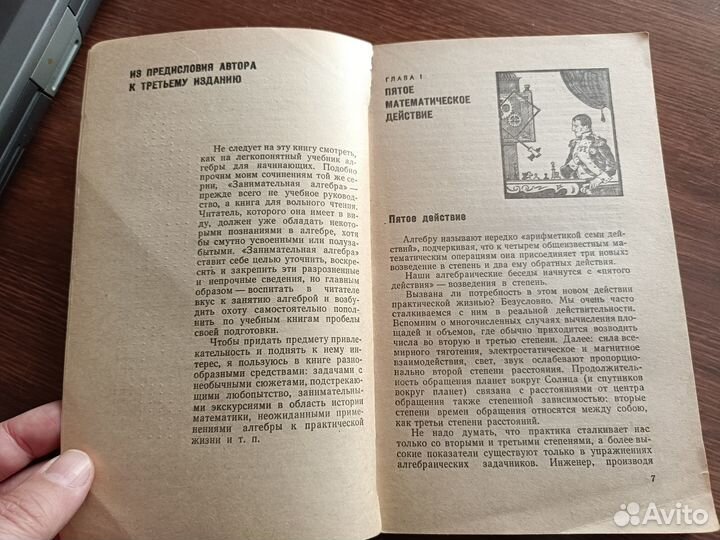 ИЗ ПРЕДИСЛОВИЯ АВТОРА
К ТРЕТЬЕМУ ИЗДАНИЮ
Не следует на эту книгу смотреть,
как на легкопонятный учебник ал-
гебры для начинающих. Подобно
прочим моим сочинениям той же се-
рии, «Занимательная алгебра» —
прежде всего не учебное руковод-
ство, а книга для вольного чтения.
Читатель, которого она имеет в ви-
ду, должен уже обладать некото-
рыми познаниями в алгебре, хотя
бы смутно усвоенными или полуза-
бытыми. «Занимательная алгебра»
ставит себе целью уточнить, воскре-
сить и закрепить эти разрозненные
и непрочные сведения, но главным
образом — воспитать в читателе
вкус к занятию алгеброй и возбу-
дить охоту самостоятельно попол-
нить по учебным книгам пробелы
своей подготовки.
Чтобы придать предмету привле-
кательность и поднять к нему ин-
терес, я пользуюсь в книге разно-
образными средствами: задачами с
необычными сюжетами, подстрекаю-
щими любопытство, занимательны-
ми экскурсиями в область истории
математики, неожиданными приме-
нениями алгебры к практической
жизни и т. п.
ГЛАВА I
ПЯТОЕ
МАТЕМАТИЧЕСКОЕ
ДЕЙСТВИЕ
Пятое действие
Алгебру называют нередко «арифметикой семи дей-
ствий», подчеркивая, что к четырем общеизвестным ма-
тематическим операциям она присоединяет три новых:
возведение в степень и два ему обратных действия.
Наши алгебраические беседы начнутся с «пятого
действия» — возведения в степень.
Вызвана ли потребность в этом новом действии
практической жизнью? Безусловно. Мы очень часто
сталкиваемся с ним в реальной действительности.
Вспомним о многочисленных случаях вычисления пло-
щадей и объемов, где обычно приходится возводить
числа во вторую и третью степени. Далее: сила все-
мирного тяготения, электростатическое и магнитное
взаимодействия, свет, звук ослабевают пропорциональ-
но второй степени расстояния. Продолжитель-
ность обращения планет вокруг Солнца (и спутников
вокруг планет) связана с расстояниями от центра
обращения также степенной зависимостью: вторые
степени времен обращения относятся между собою,
как третьи степени расстояний.
Не надо думать, что практика сталкивает нас
только со вторыми и третьими степенями, а более вы-
сокие показатели существуют только в упражнениях
алгебраических задачников. Инженер, производя
7
Avito